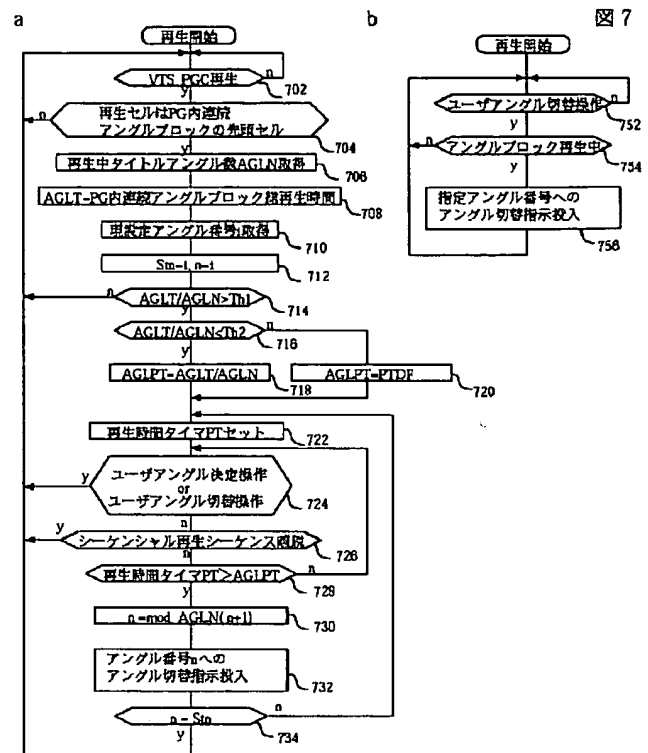 a
b
図 7
再生開始
VTS_PGC再生
n
y
702
再生セルはPG内連続
アングルブロックの先頭セル
n
y
704
再生中タイトルアングル数AGLN取得
706
AGLT=PG内連続アングルブロック総再生時間
708
現設定アングル番号i取得
710
Stn=i, n=i
712
AGLT/AGLN>Th1
n
y
714
AGLT/AGLN<Th2
n
y
716
AGLPT=AGLT/AGLN
718
AGLPT=PTDF
720
再生時間タイマPTセット
722
ユーザアングル決定操作
or
ユーザアングル切替操作
y
n
724
シーケンシャル再生シーケンス離脱
y
n
726
再生時間タイマPT>AGLPT
n
y
728
n=mod_AGLN(n+1)
730
アングル番号nへの
アングル切替指示投入
732
n = Stn
n
y
734
再生開始
ユーザアングル切替操作
n
y
752
アングルブロック再生中
n
y
754
指定アングル番号への
アングル切替指示投入
756